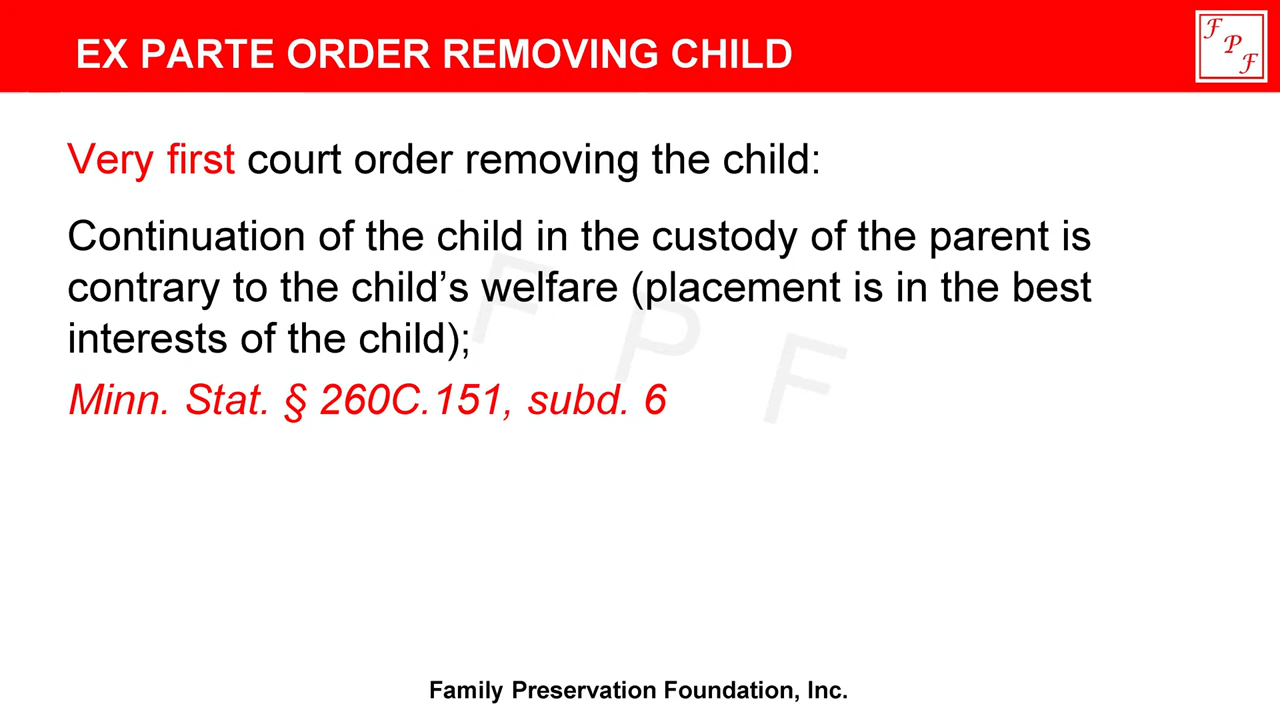 EX PARTE ORDER REMOVING CHILD
F
P
F
Very first court order removing the child:
Continuation of the child in the custody of the parent is
contrary to the child’s welfare (placement is in the best
interests of the child);
Minn. Stat. § 260C.151, subd. 6
F
P
F
Family Preservation Foundation, Inc.